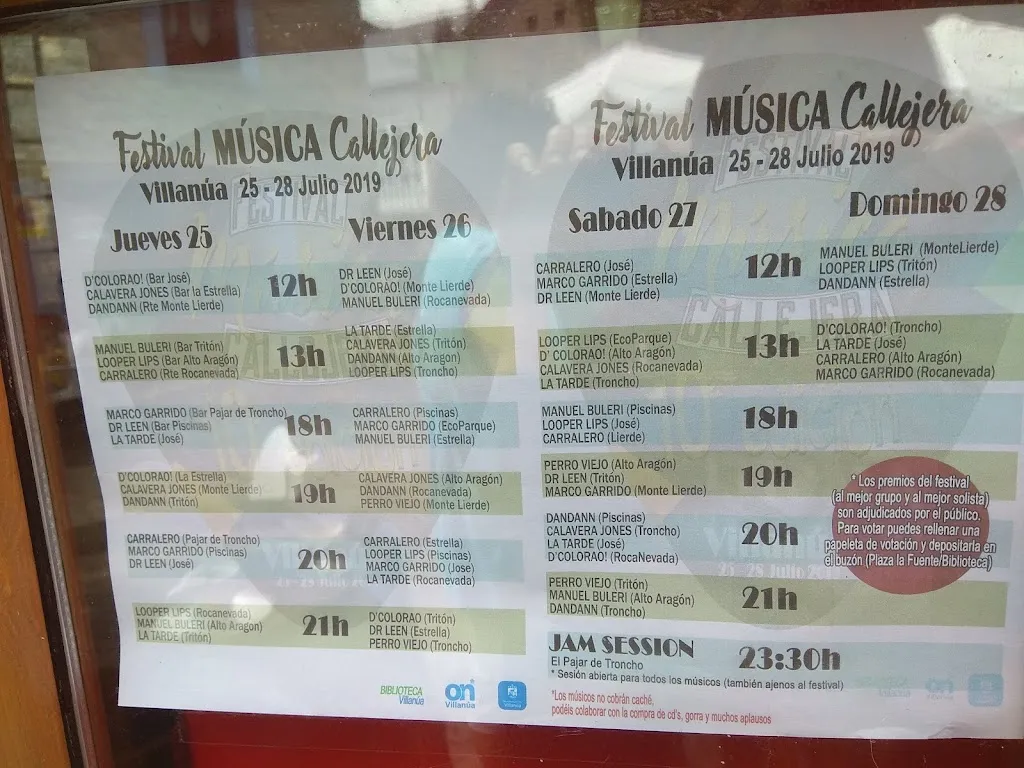 Festival MÚSICA Callejera
Villanúa 25 - 28 Julio 2019
Jueves 25
Viernes 26
D'COLORAO! (Bar José)
CALAVERA JONES (Bar la Estrella)
DANDANN (Rte Monte Lierde)
12h
DR LEEN (José)
D'COLORAO! (Monte Lierde)
MANUEL BULERI (Rocanevada)
MANUEL BULERI (Bar Tritón)
LOOPER LIPS (Bar Alto Aragón)
CARRALERO (Rte Rocanevada)
13h
LA TARDE (Estrella)
CALAVERA JONES (Tritón)
DANDANN (Alto Aragón)
LOOPER LIPS (Troncho)
MARCO GARRIDO (Bar Pajar de Troncho)
DR LEEN (Bar Piscinas)
LA TARDE (José)
18h
CARRALERO (Piscinas)
MARCO GARRIDO (EcoParque)
MANUEL BULERI (Estrella)
D'COLORAO! (La Estrella)
CALAVERA JONES (Monte Lierde)
DANDANN (Tritón)
19h
CALAVERA JONES (Alto Aragón)
DANDANN (Rocanevada)
PERRO VIEJO (Monte Lierde)
CARRALERO (Pajar de Troncho)
MARCO GARRIDO (Piscinas)
DR LEEN (José)
20h
CARRALERO (Estrella)
LOOPER LIPS (Piscinas)
MARCO GARRIDO (Jose)
LA TARDE (Rocanevada)
LOOPER LIPS (Rocanevada)
MANUEL BULERI (Alto Aragón)
LA TARDE (Tritón)
21h
D'COLORAO (Tritón)
DR LEEN (Estrella)
PERRO VIEJO (Troncho)
BIBLIOTECA
Villanúa
on
Villanúa
Festival MÚSICA Callejera
Villanúa 25 - 28 Julio 2019
Sabado 27
Domingo 28
CARRALERO (José)
MARCO GARRIDO (Estrella)
DR LEEN (Monte Lierde)
12h
MANUEL BULERI (MonteLierde)
LOOPER LIPS (Tritón)
DANDANN (Estrella)
LOOPER LIPS (EcoParque)
D' COLORAO! (Alto Aragón)
CALAVERA JONES (Rocanevada)
LA TARDE (Troncho)
13h
D'COLORAO! (Troncho)
LA TARDE (José)
CARRALERO (Alto Aragón)
MARCO GARRIDO (Rocanevada)
MANUEL BULERI (Piscinas)
LOOPER LIPS (José)
CARRALERO (Lierde)
18h
PERRO VIEJO (Alto Aragón)
DR LEEN (Tritón)
MARCO GARRIDO (Monte Lierde)
19h
DANDANN (Piscinas)
CALAVERA JONES (Troncho)
LA TARDE (José)
D'COLORAO! (RocaNevada)
20h
PERRO VIEJO (Tritón)
MANUEL BULERI (Alto Aragón)
DANDANN (Troncho)
21h
* Los premios del festival
(al mejor grupo y al mejor solista)
son adjudicados por el público.
Para votar puedes rellenar una
papeleta de votación y depositarla en
el buzón (Plaza la Fuente/Biblioteca)
JAM SESSION 23:30h
El Pajar de Troncho
* Sesión abierta para todos los músicos (también ajenos al festival)
*Los músicos no cobrán caché,
podéis colaborar con la compra de cd's, gorra y muchos aplausos